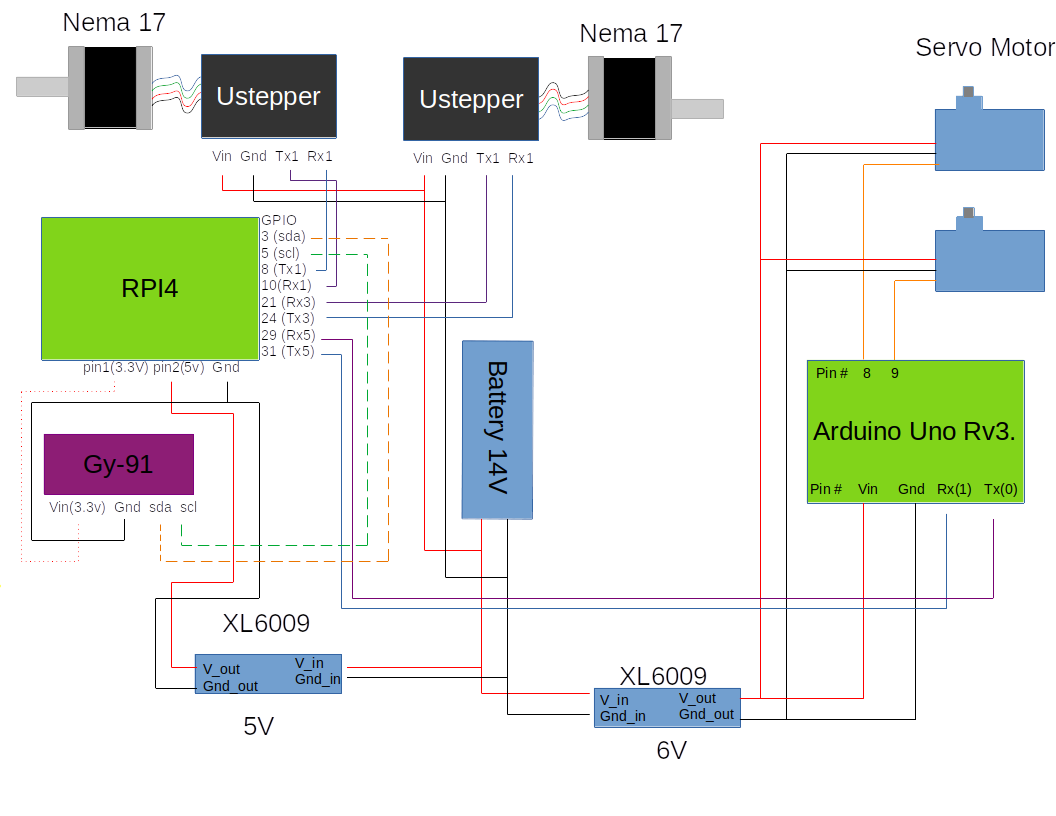 Nema 17
Nema 17
Servo Motor
Ustepper
Ustepper
Vin Gnd Tx1 Rx1
Vin Gnd Tx1 Rx1
GPIO
3 (sda)
5 (scl)
8 (Tx1)
10(Rx1)
21 (Rx3)
24 (Tx3)
29 (Rx5)
31 (Tx5)
RPI4
pin1(3.3V) pin2(5v) Gnd
Battery 14V
Pin # 8 9
Arduino Uno Rv3.
Pin # Vin Gnd Rx(1) Tx(0)
Gy-91
Vin(3.3v) Gnd sda scl
XL6009
V_out V_in
Gnd_out Gnd_in
5V
XL6009
V_in V_out
Gnd_in Gnd_out
6V